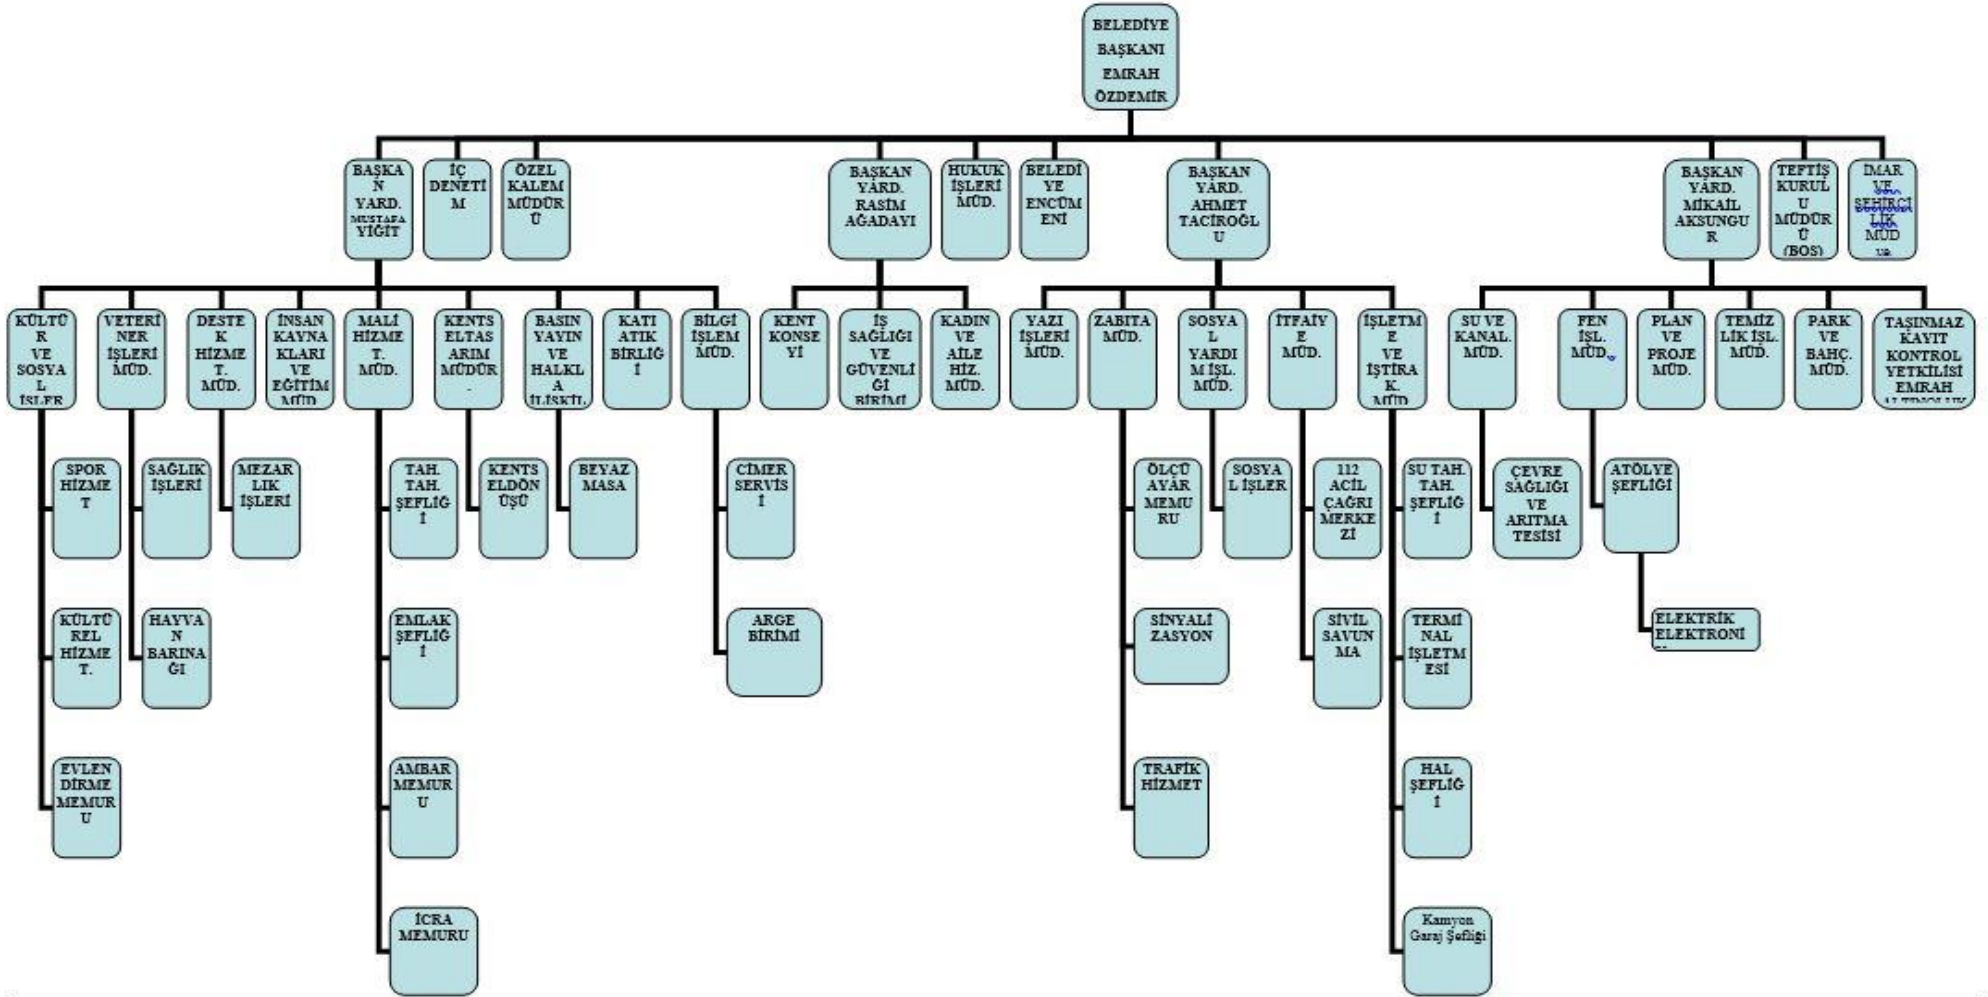 BELEDİYE
BAŞKANI
EMRAH
ÖZDEMİR
BAŞKA
N
YARD.
MUSTAFA
YİĞİT
İÇ
DENETİ
M
ÖZEL
KALEM
MÜDÜR
Ü
BAŞKAN
YARD.
RASİM
AĞADAYI
HUKUK
İŞLERİ
MÜD.
BELEDİ
YE
ENCÜM
ENİ
BAŞKAN
YARD.
AHMET
TACİROĞL
U
BAŞKAN
YARD.
MİKAİL
AKSUNGU
R
TEFTİŞ
KURUL
U
MÜDÜR
Ü
(BOŞ)
İMAR
VE
ŞEHİRCİ
LİK
MÜD
KÜLTÜ
R
VE
SOSYA
L
İŞLER
VETERİ
NER
İŞLERİ
MÜD.
DESTE
K
HİZME
T.
MÜD.
İNSAN
KAYNA
KLARI
VE
EĞİTİM
MÜD
MALİ
HİZME
T.
MÜD.
KENTS
ELTAS
ARIM
MÜDÜR
.
BASIN
YAYIN
VE
HALKL
A
İLİŞKİL.
KATI
ATIK
BİRLİĞ
İ
BİLGİ
İŞLEM
MÜD.
KENT
KONSE
Yİ
İŞ
SAĞLIĞI
VE
GÜVENLİ
Ğİ
BİRİMİ
KADIN
VE
AİLE
HİZ.
MÜD.
YAZI
İŞLERİ
MÜD.
ZABITA
MÜD.
SOSYA
L
YARDI
M İŞL.
MÜD.
İTFAİY
E
MÜD.
İŞLETM
E
VE
İŞTİRA
K.
MÜD
SU VE
KANAL.
MÜD.
FEN
İŞL.
MÜD.
PLAN
VE
PROJE
MÜD.
TEMİZ
LİK İŞL.
MÜD.
PARK
VE
BAHÇ.
MÜD.
TAŞINMAZ
KAYIT
KONTROL
YETKİLİSİ
EMRAH
SPOR
HİZME
T
SAĞLIK
İŞLERİ
MEZAR
LIK
İŞLERİ
TAH.
TAH.
ŞEFLİĞ
İ
KENTS
ELDÖN
ÜŞÜ
BEYAZ
MASA
CİMER
SERVİS
İ
ÖLÇÜ
AYAR
MEMU
RU
SOSYA
L İŞLER
112
ACİL
ÇAĞRI
MERKE
Zİ
SU TAH.
TAH.
ŞEFLİĞ
İ
ÇEVRE
SAĞLIĞI
VE
ARITMA
TESİSİ
ATÖLYE
ŞEFLİĞİ
KÜLTÜ
REL
HİZME
T.
HAYVA
N
BARINA
ĞI
EMLAK
ŞEFLİĞ
İ
ARGE
BİRİMİ
SİNYALİ
ZASYON
SİVİL
SAVUN
MA
TERMİ
NAL
İŞLETM
ESİ
ELEKTRİK
ELEKTRONİ
EVLEN
DİRME
MEMUR
U
AMBAR
MEMUR
U
TRAFİK
HİZMET
HAL
ŞEFLİĞ
İ
İCRA
MEMURU
Kamyon
Garaj Şefliği